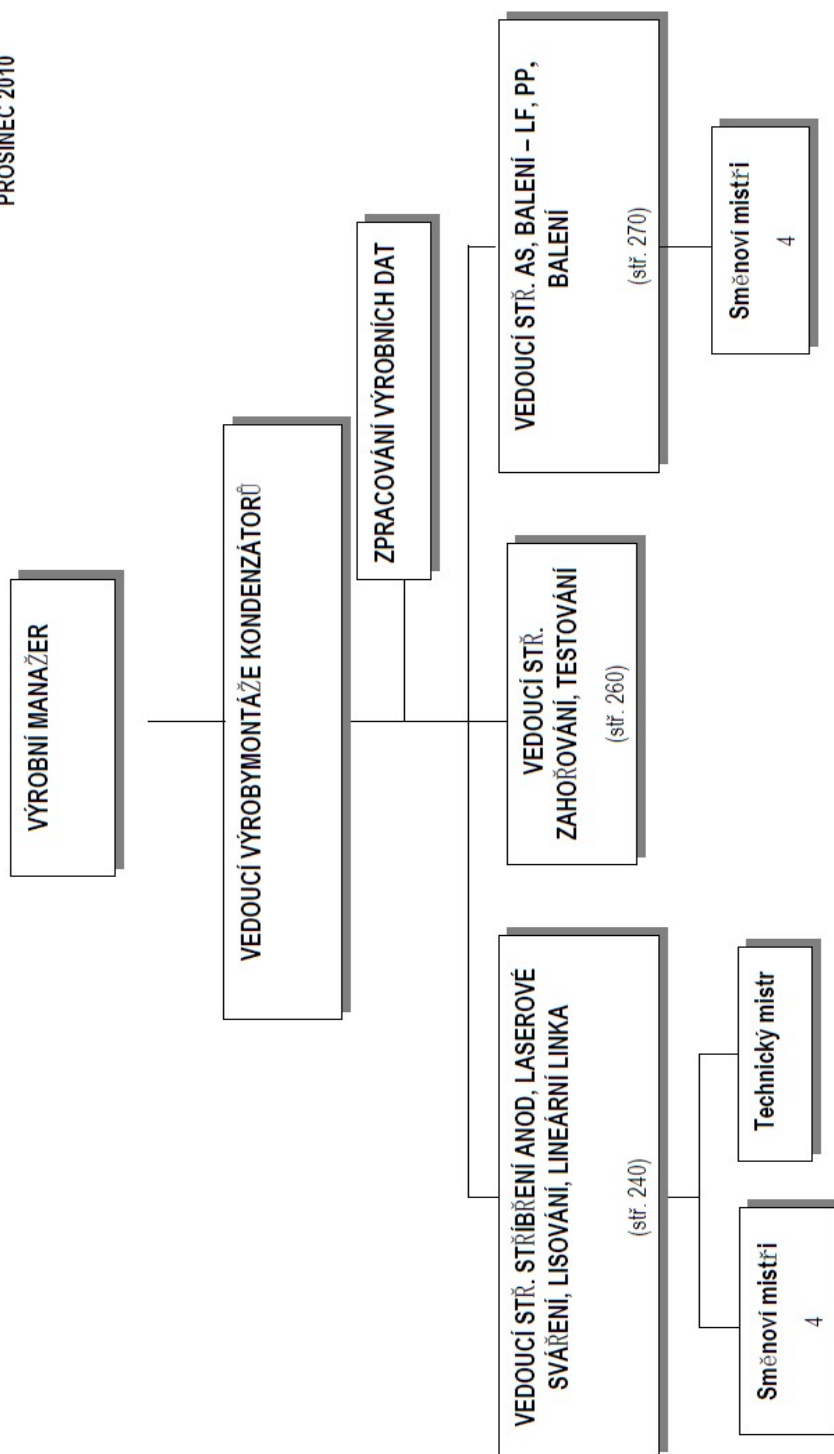 PROSINEC 2010
VÝROBNÍ MANAŽER
VEDOUCÍ VÝROBYMONTÁŽE KONDENZÁTORŮ
ZPRACOVÁNÍ VÝROBNÍCH DAT
VEDOUCÍ STŘ. STŘÍBŘENÍ ANOD, LASEROVÉ
SVÁŘENÍ, LISOVÁNÍ, LINEÁRNÍ LINKA
(stř. 240)
VEDOUCÍ STŘ.
ZAHOŘOVÁNÍ, TESTOVÁNÍ
(stř. 260)
VEDOUCÍ STŘ. AS, BALENÍ – LF, PP,
BALENÍ
(stř. 270)
Směnoví mistři
4
Technický mistr
Směnoví mistři
4